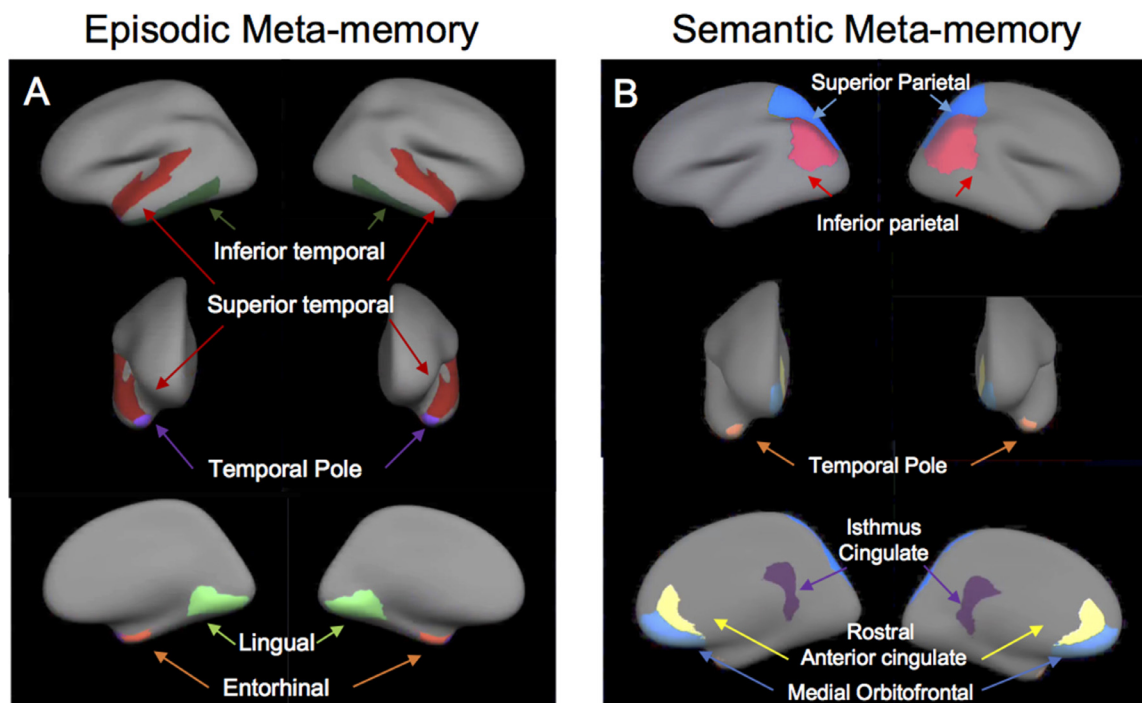 Episodic Meta-memory
A
Inferior temporal
Superior temporal
Temporal Pole
Lingual
Entorhinal
Semantic Meta-memory
B
Superior Parietal
Inferior parietal
Temporal Pole
Isthmus
Cingulate
Rostral
Anterior cingulate
Medial Orbitofrontal